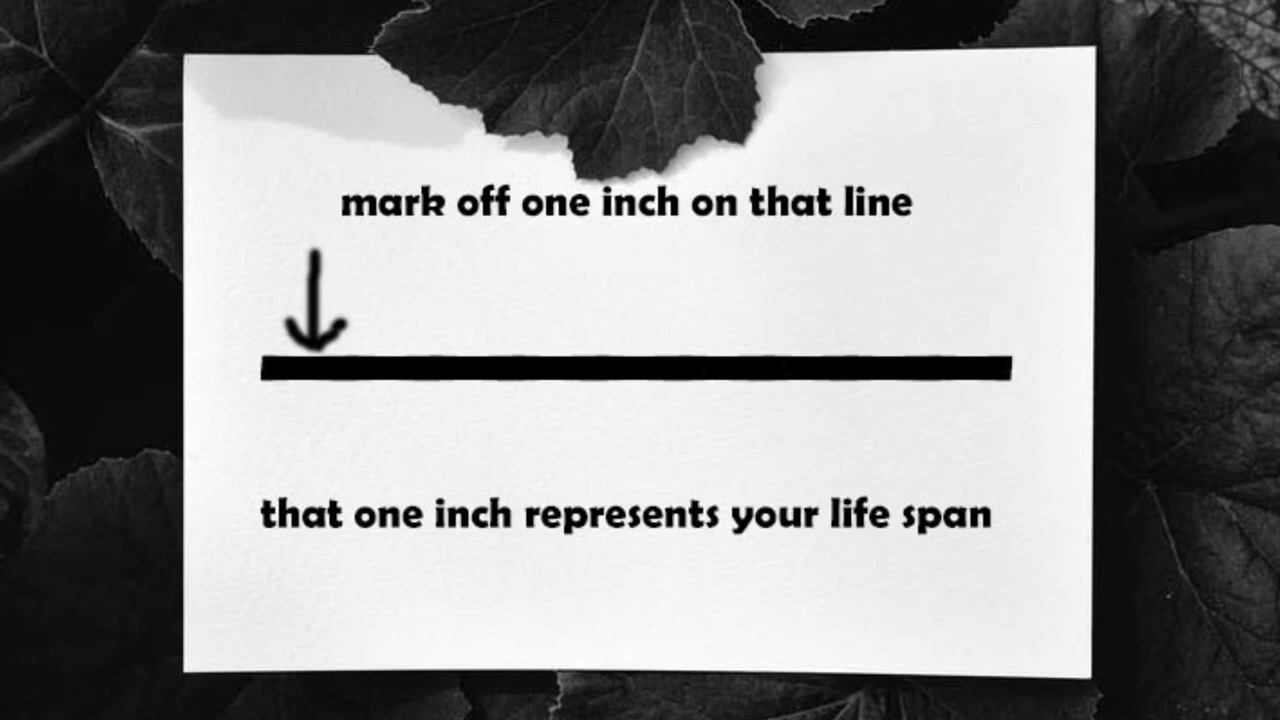 mark off one inch on that line
that one inch represents your life span